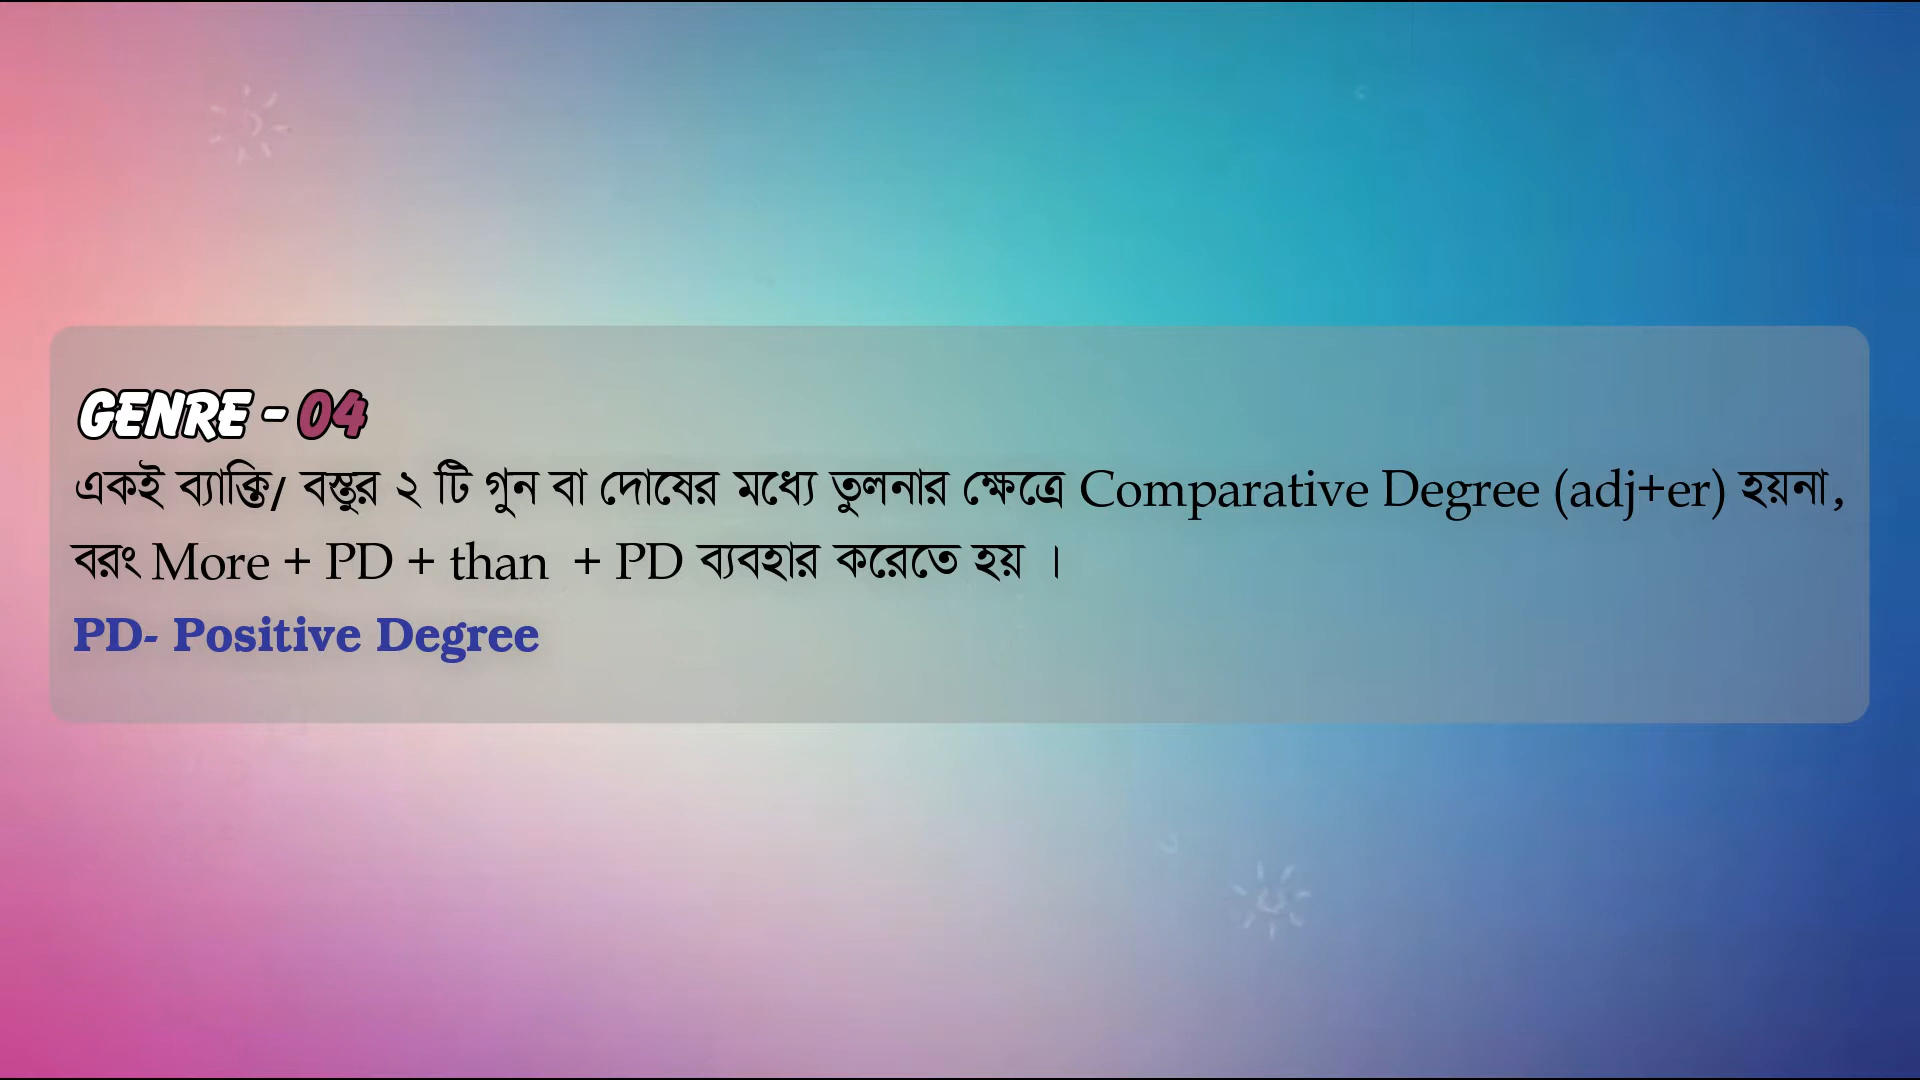 GENRE - 04
একই ব্যাক্তি/ বস্তুর ২ টি গুন বা দোষের মধ্যে তুলনার ক্ষেত্রে Comparative Degree (adj+er) হয়না,
বরং More + PD + than + PD ব্যবহার করেতে হয় ।
PD- Positive Degree